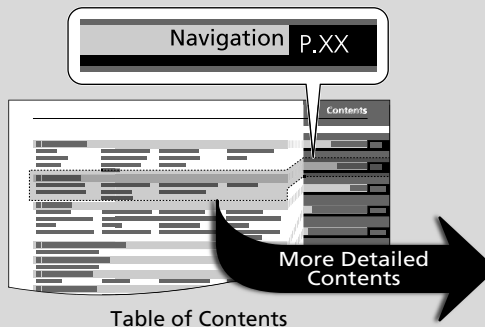 Navigation P.XX
Contents
More Detailed
Contents
Table of Contents